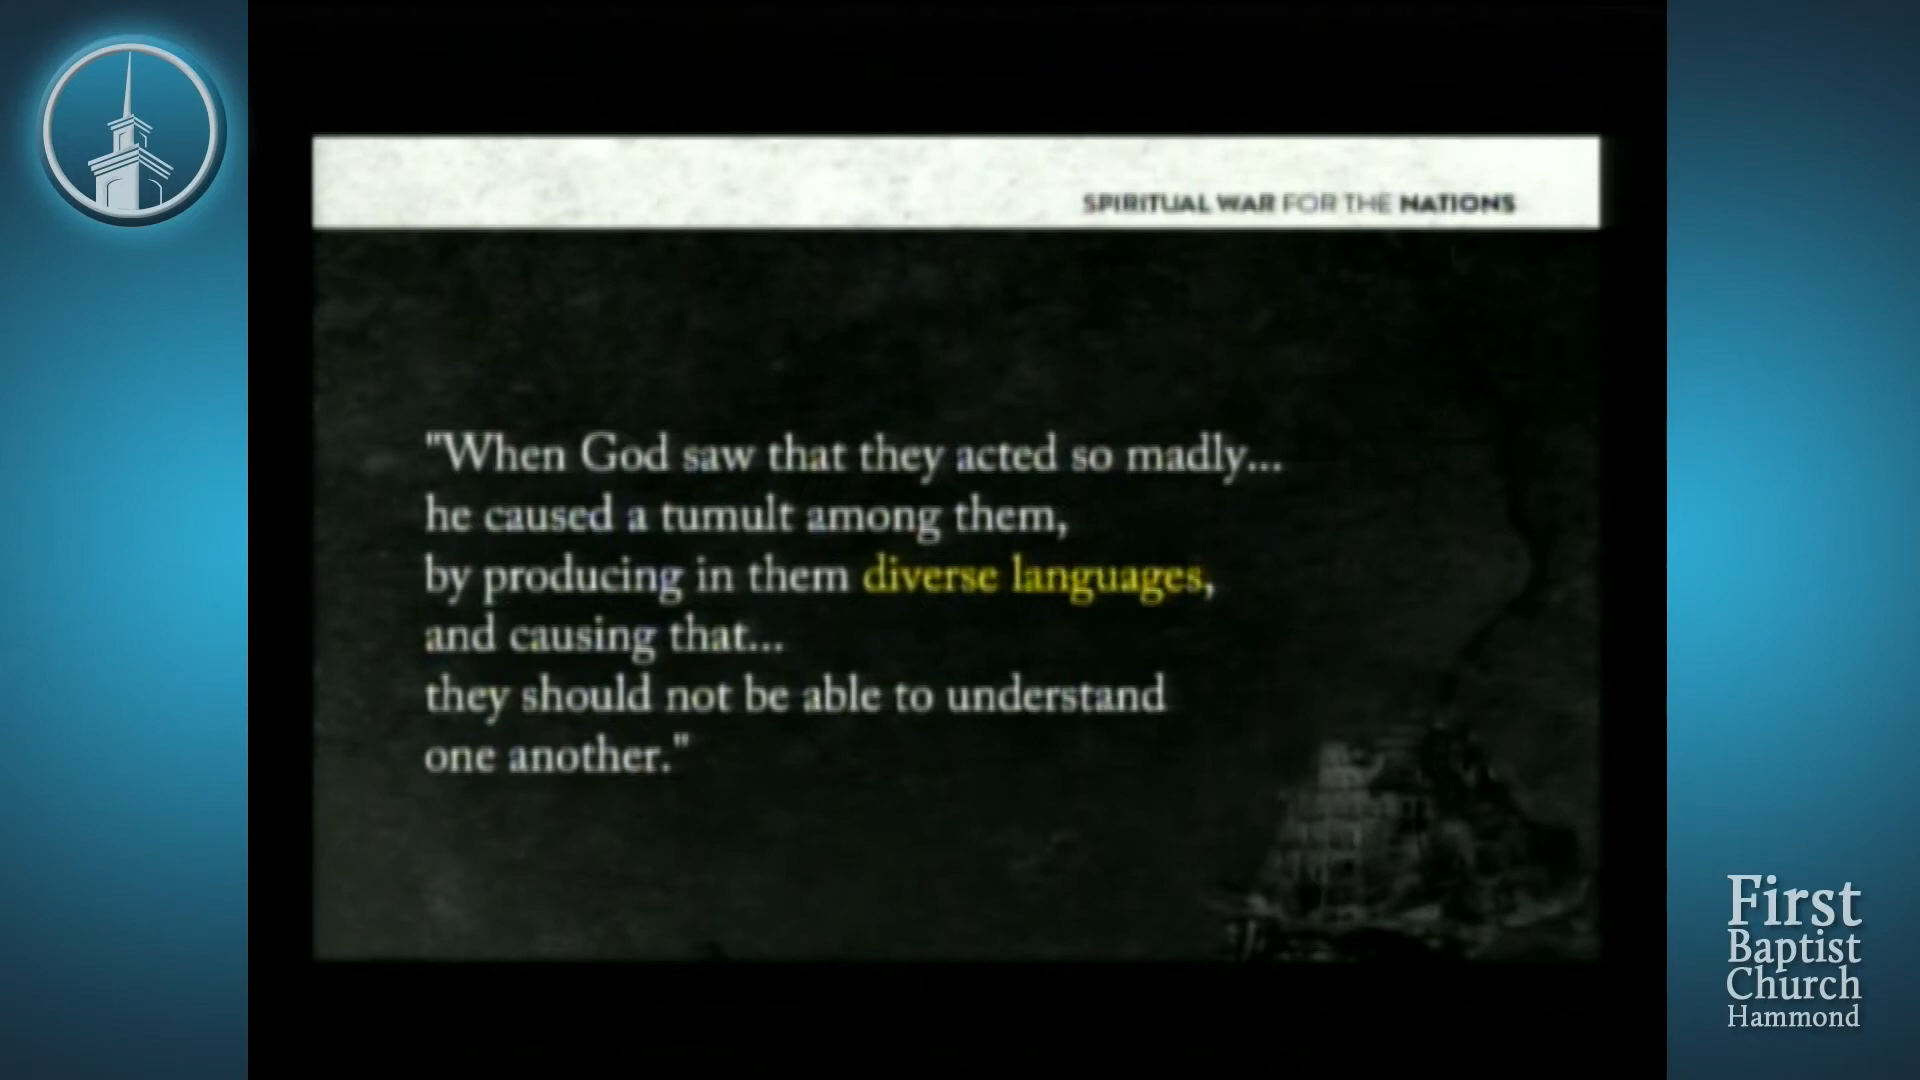 SPIRITUAL WAR FOR THE NATIONS
"When God saw that they acted so madly...
he caused a tumult among them,
by producing in them diverse languages,
and causing that...
they should not be able to understand
one another."
First
Baptist
Church
Hammond